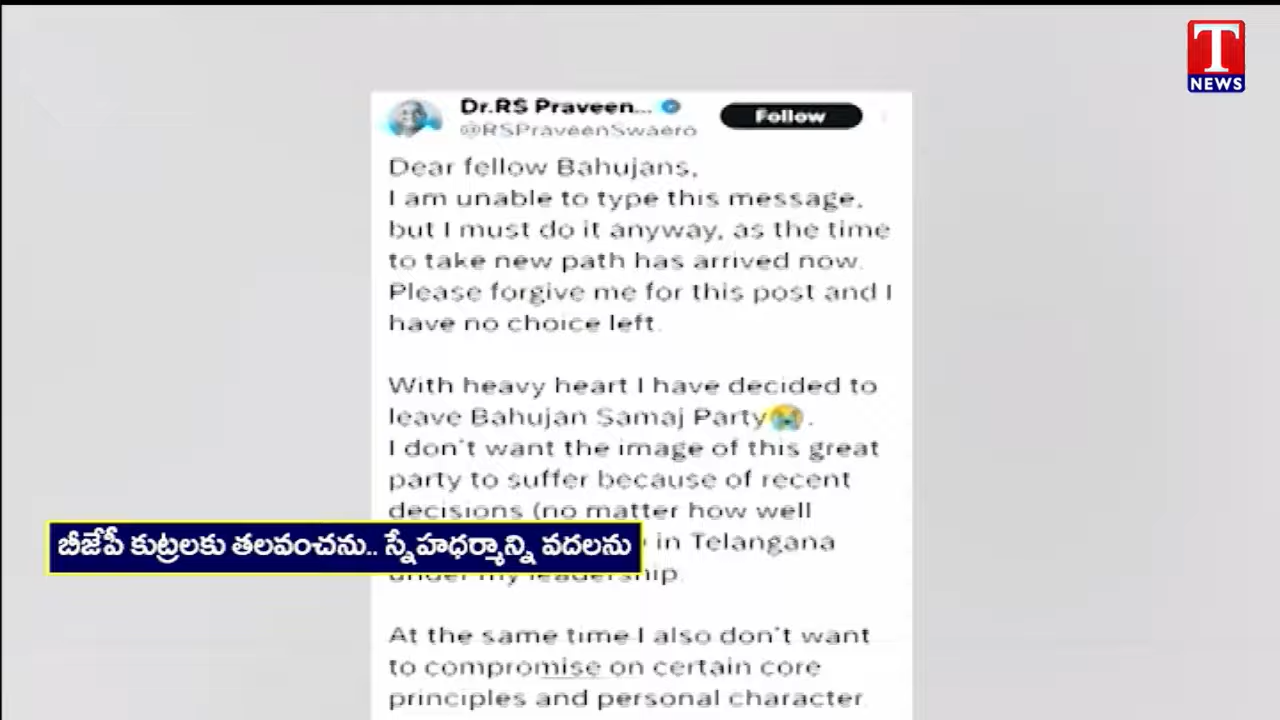 T
NEWS
Dr.RS Praveen...
@RSPraveenSwaero
Follow
Dear fellow Bahujans,
I am unable to type this message,
but I must do it anyway, as the time
to take new path has arrived now.
Please forgive me for this post and I
have no choice left.
With heavy heart I have decided to
leave Bahujan Samaj Party😭.
I don't want the image of this great
party to suffer because of recent
decisions (no matter how well
in Telangana
under my leadership.
బీజేపీ కుట్రలకు తలవంచను.. స్నేహధర్మాన్ని వదలను
At the same time I also don't want
to compromise on certain core
principles and personal character.